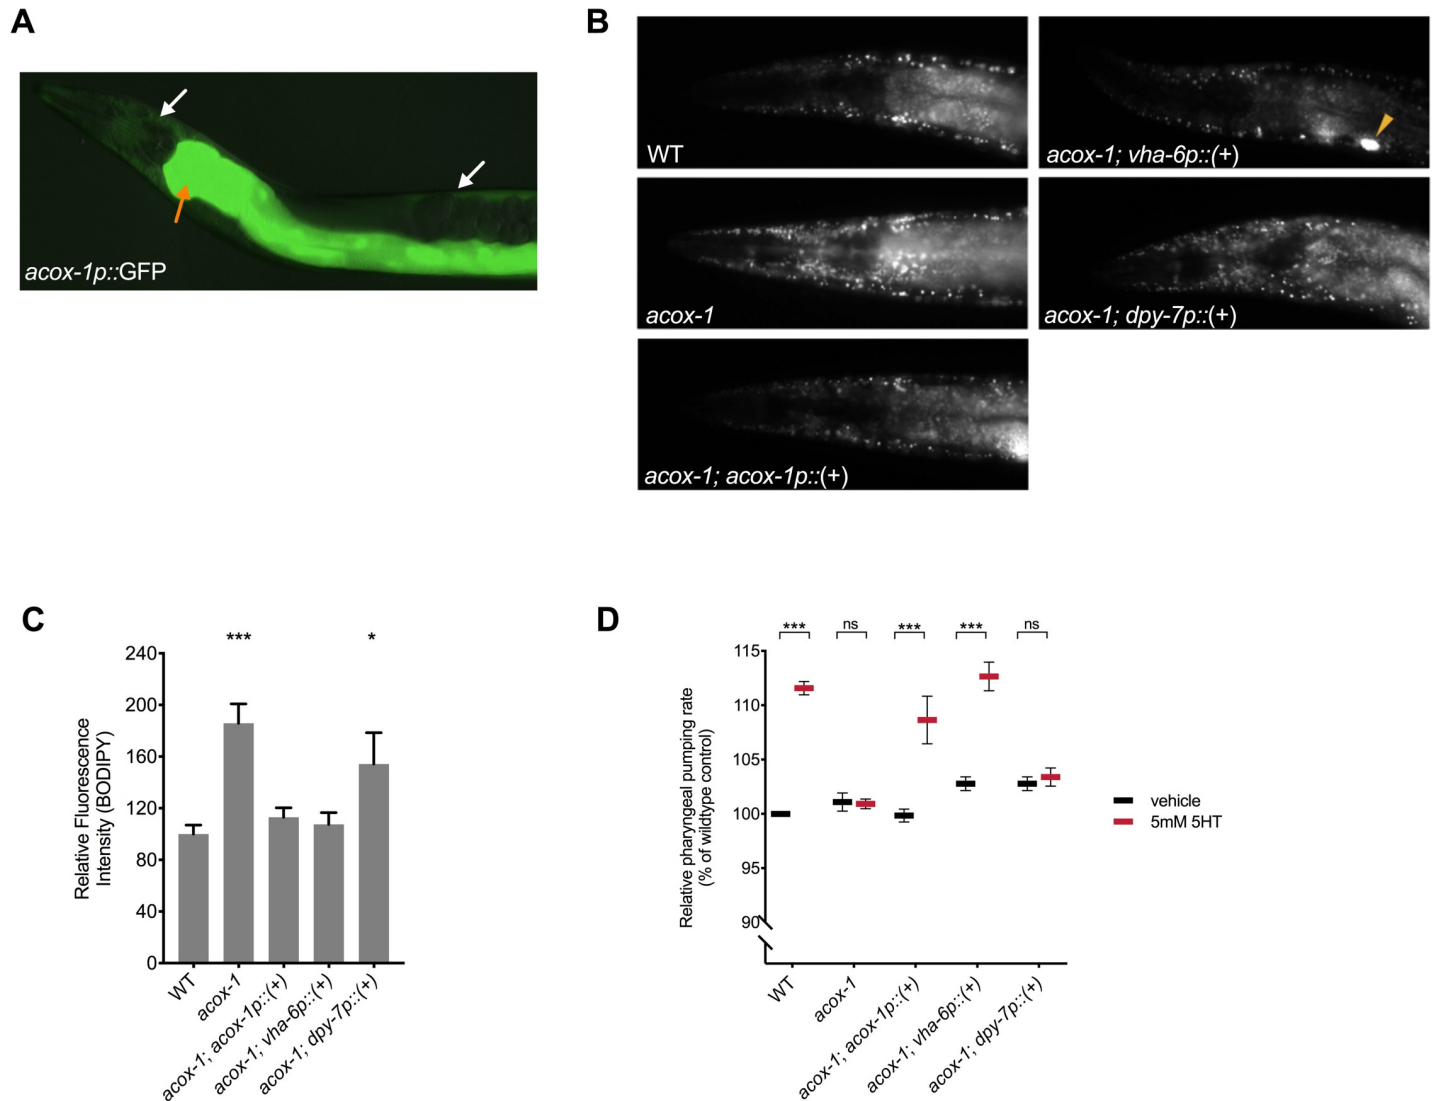 A
acox-1p::GFP
B
WT
acox-1; vha-6p::(+)
acox-1
acox-1; dpy-7p::(+)
acox-1; acox-1p::(+)
C
*** *
Relative Fluorescence
Intensity (BODIPY)
240
200
160
120
80
40
0
WT
acox-1
acox-1; acox-1p::(+)
acox-1; vha-6p::(+)
acox-1; dpy-7p::(+)
D
*** ns *** *** ns
Relative pharyngeal pumping rate
(% of wildtype control)
115
110
105
100
95
90
WT
acox-1
acox-1; acox-1p::(+)
acox-1; vha-6p::(+)
acox-1; dpy-7p::(+)
vehicle
5mM 5HT